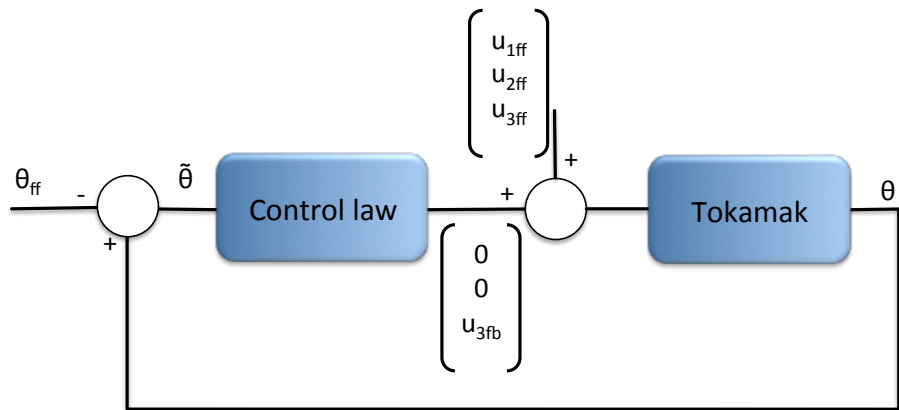 u1ff
u2ff
u3ff
+
θff
-
θ̃
Control law
+
Tokamak
θ
+
0
0
u3fb